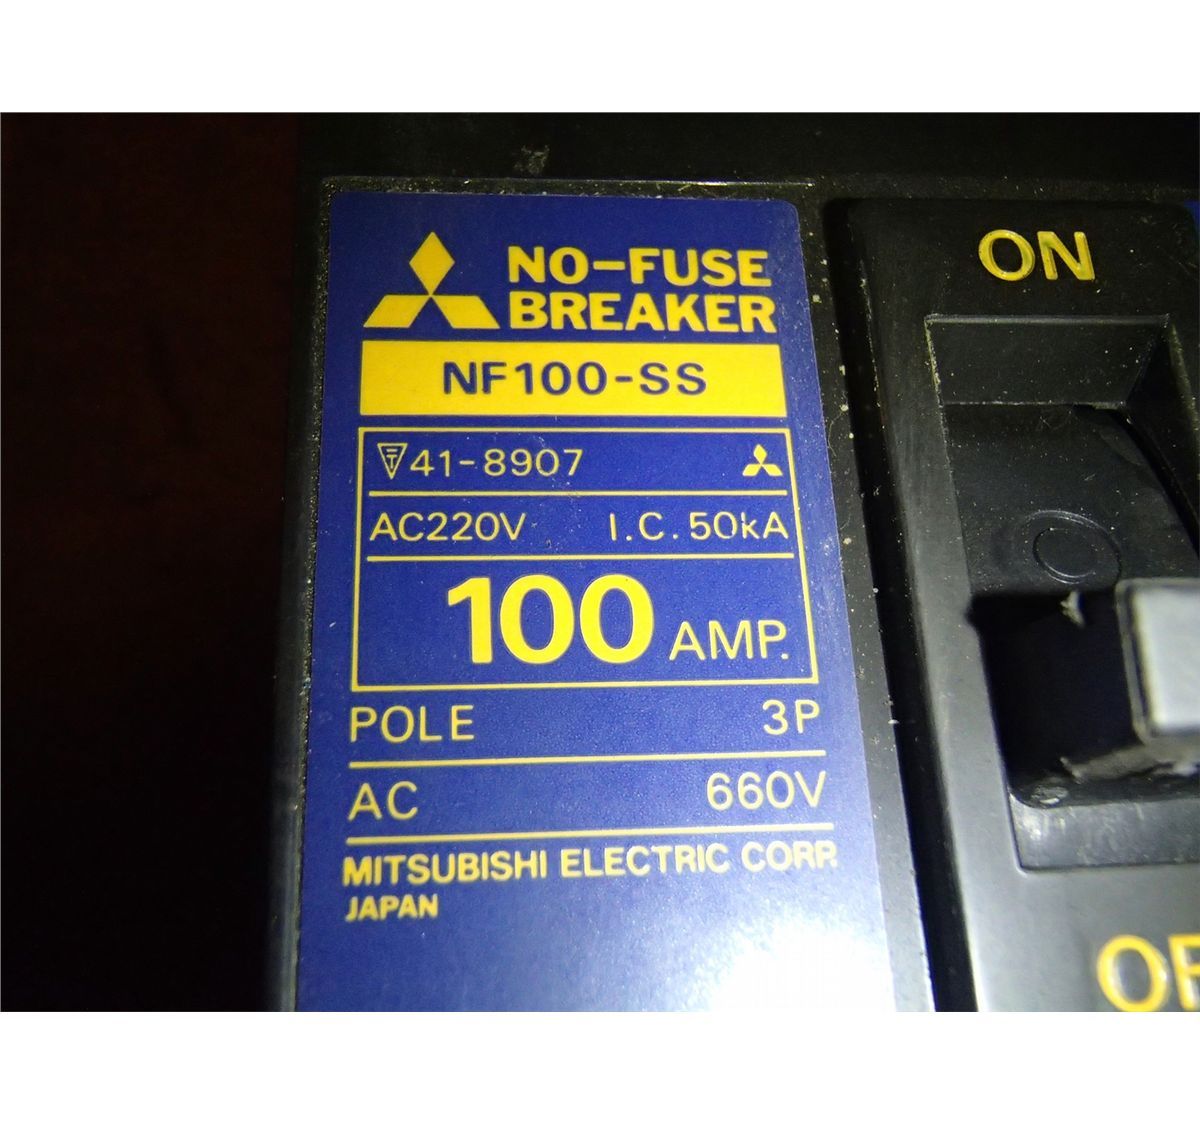 NO-FUSE
BREAKER
NF100-SS
41-8907
AC220V I.C. 50kA
100 AMP.
POLE 3P
AC 660V
MITSUBISHI ELECTRIC CORP.
JAPAN
ON